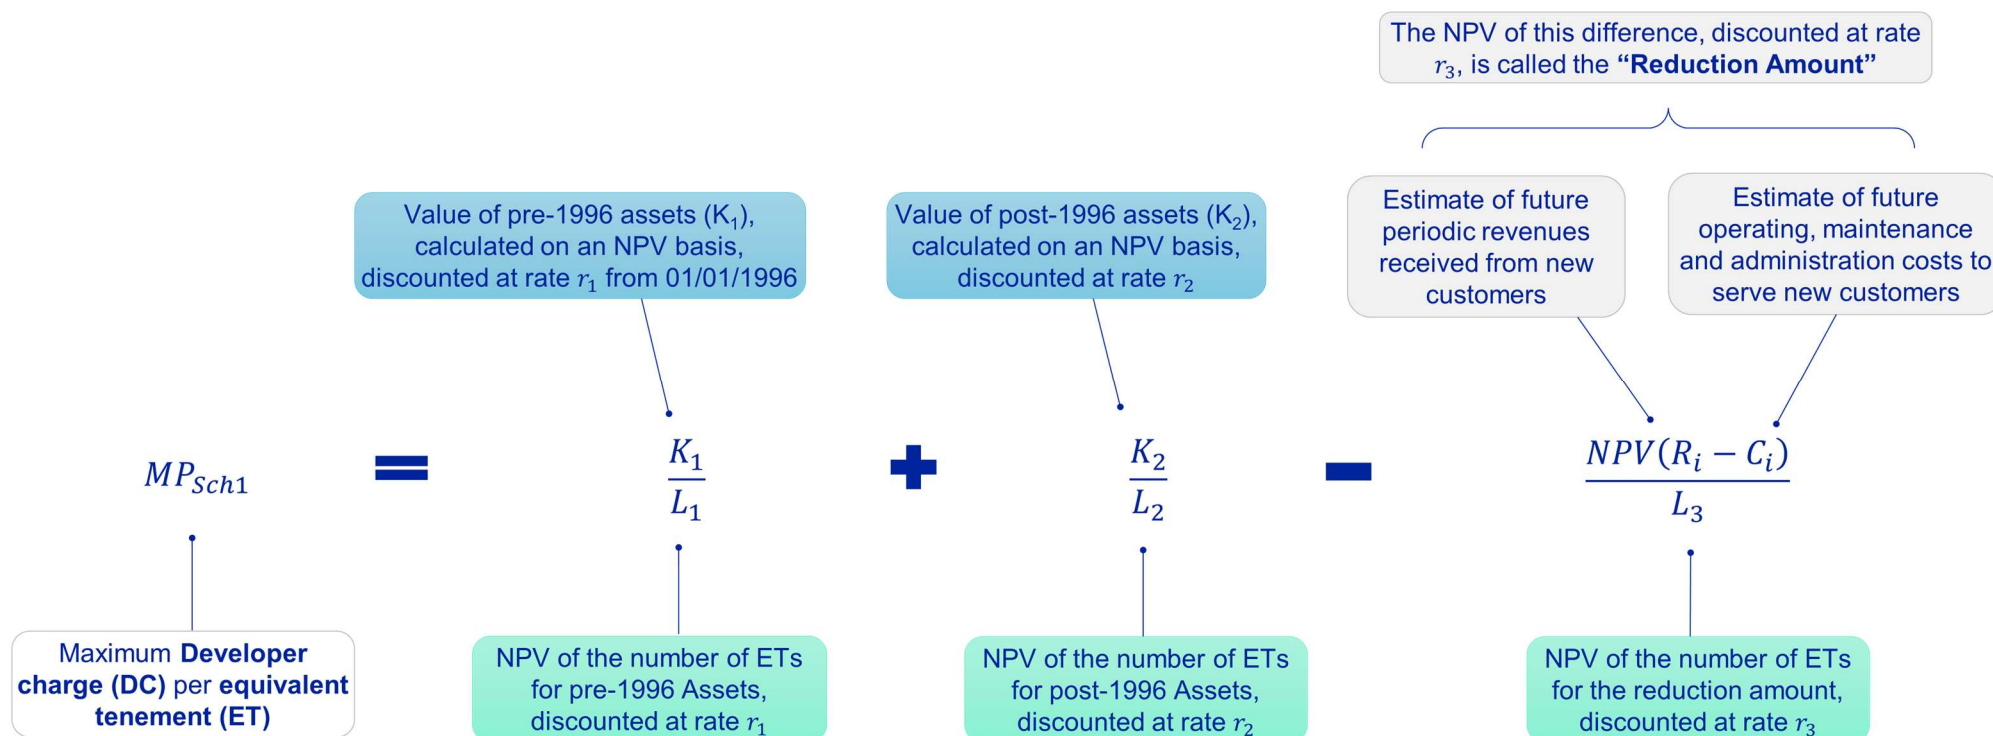 The NPV of this difference, discounted at rate
r₃, is called the “Reduction Amount”
Value of pre-1996 assets (K₁),
calculated on an NPV basis,
discounted at rate r₁ from 01/01/1996
Value of post-1996 assets (K₂),
calculated on an NPV basis,
discounted at rate r₂
Estimate of future
periodic revenues
received from new
customers
Estimate of future
operating, maintenance
and administration costs to
serve new customers
MP_Sch1 = K₁/L₁ + K₂/L₂ − NPV(Rᵢ − Cᵢ)/L₃
Maximum Developer
charge (DC) per equivalent
tenement (ET)
NPV of the number of ETs
for pre-1996 Assets,
discounted at rate r₁
NPV of the number of ETs
for post-1996 Assets,
discounted at rate r₂
NPV of the number of ETs
for the reduction amount,
discounted at rate r₃